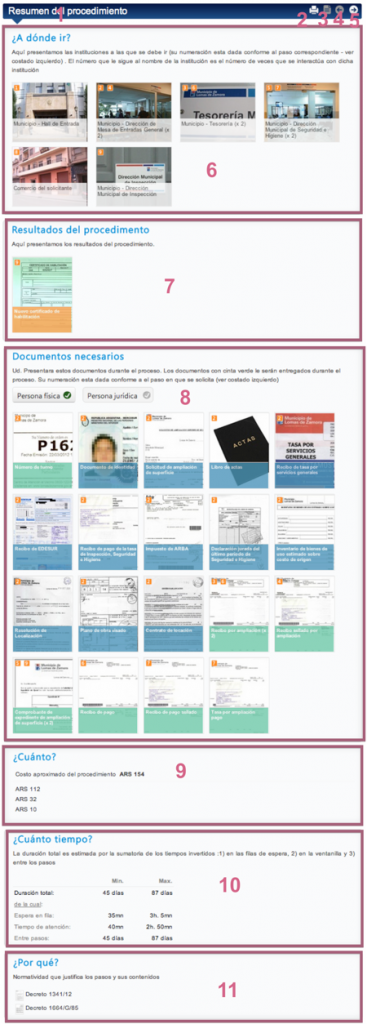 Resumen del procedimiento
1
2 3 4 5
¿A dónde ir?
Aquí presentamos las instituciones a las que se debe ir (su numeración esta dada conforme al paso correspondiente - ver
costado izquierdo) . El número que le sigue al nombre de la institución es el número de veces que se interactúa con dicha
institución
Municipio - Hall de Entrada
Municipio - Dirección de
Mesa de Entradas General (x
2)
Tesorería M
Municipio - Tesorería (x 2)
Municipio - Dirección
Municipal de Seguridad e
Higiene (x 2)
Comercio del solicitante
Dirección Municipal
de Inspección
Municipio - Dirección
Municipal de Inspección
6
Resultados del procedimento
Aquí presentamos los resultados del procedimiento.
Nuevo certificado de
habilitación
7
Documentos necesarios
Ud. Presentara estos documentos durante el proceso. Los documentos con cinta verde le serán entregados durante el
proceso. Su numeración esta dada conforme a el paso en que se solicita (ver costado izquierdo)
Persona física
Persona jurídica
8
P162
Número de turno
Documento de identidad
Solicitud de ampliación
de superficie
ACTAS
Libro de actas
TASA POR
SERVICIOS
GENERALES
Recibo de tasa por
servicios generales
Recibo de EDESUR
Recibo de pago de la tasa
de Inspección, Seguridad
e Higiene
Impuesto de ARBA
Declaración jurada del
último período de
Seguridad e Higiene
Inventario de bienes de
uso estimado sobre
costo de origen
Zonificación de
Localización
Plano de obra visado
Contrato de locación
Recibo por ampliación (x
Recibo sellado por
ampliación
Comprobante de
expediente de ampliación
de superficie (x 2)
Recibo de pago
Recibo de pago sellado
Tasa por ampliación
paga
¿Cuánto?
9
Costo aproximado del procedimiento ARS 154
ARS 112
ARS 32
ARS 10
¿Cuánto tiempo?
La duración total es estimada por la sumatoria de los tiempos invertidos :1) en las filas de espera, 2) en la ventanilla y 3)
entre los pasos
10
Min. Max.
Duración total: 45 días 87 días
de la cual:
Espera en fila: 35mn 3h. 5mn
Tiempo de atención: 40mn 2h. 50mn
Entre pasos: 45 días 87 días
¿Por qué?
Normatividad que justifica los pasos y sus contenidos
11
Decreto 1341/12
Decreto 1664/G/86